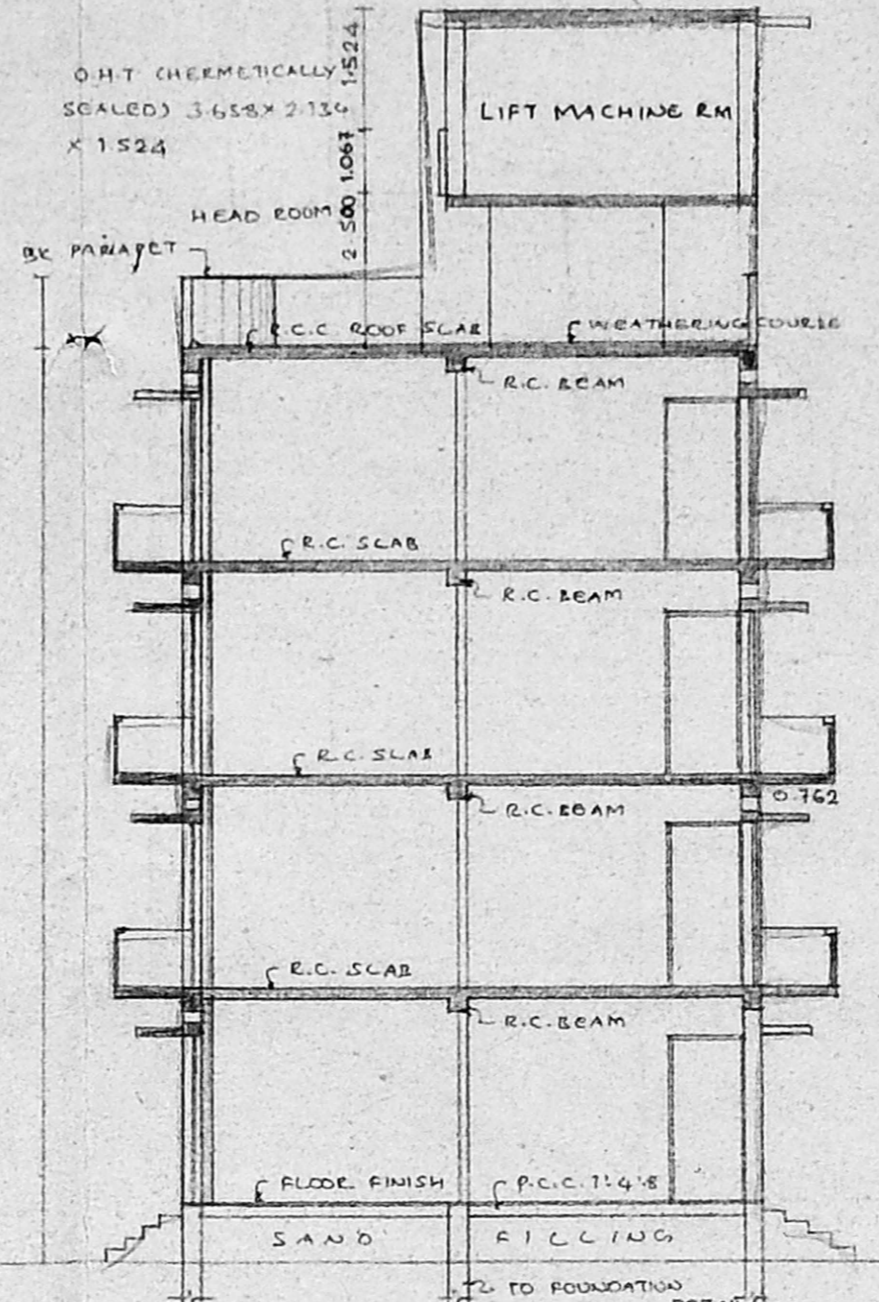 O.H.T (HERMETICALLY
SEALED) 3.658 X 2.134
X 1.524
1.524
1.067
2.500
LIFT MACHINE RM
HEAD ROOM
BK PARAPET
R.C.C. ROOF SLAB
WEATHERING COURSE
R.C. BEAM
R.C. SLAB
R.C. BEAM
R.C. SLAB
0.762
R.C. BEAM
R.C. SLAB
R.C. BEAM
FLOOR FINISH
P.C.C. 1:4:8
SAND FILLING
TO FOUNDATION